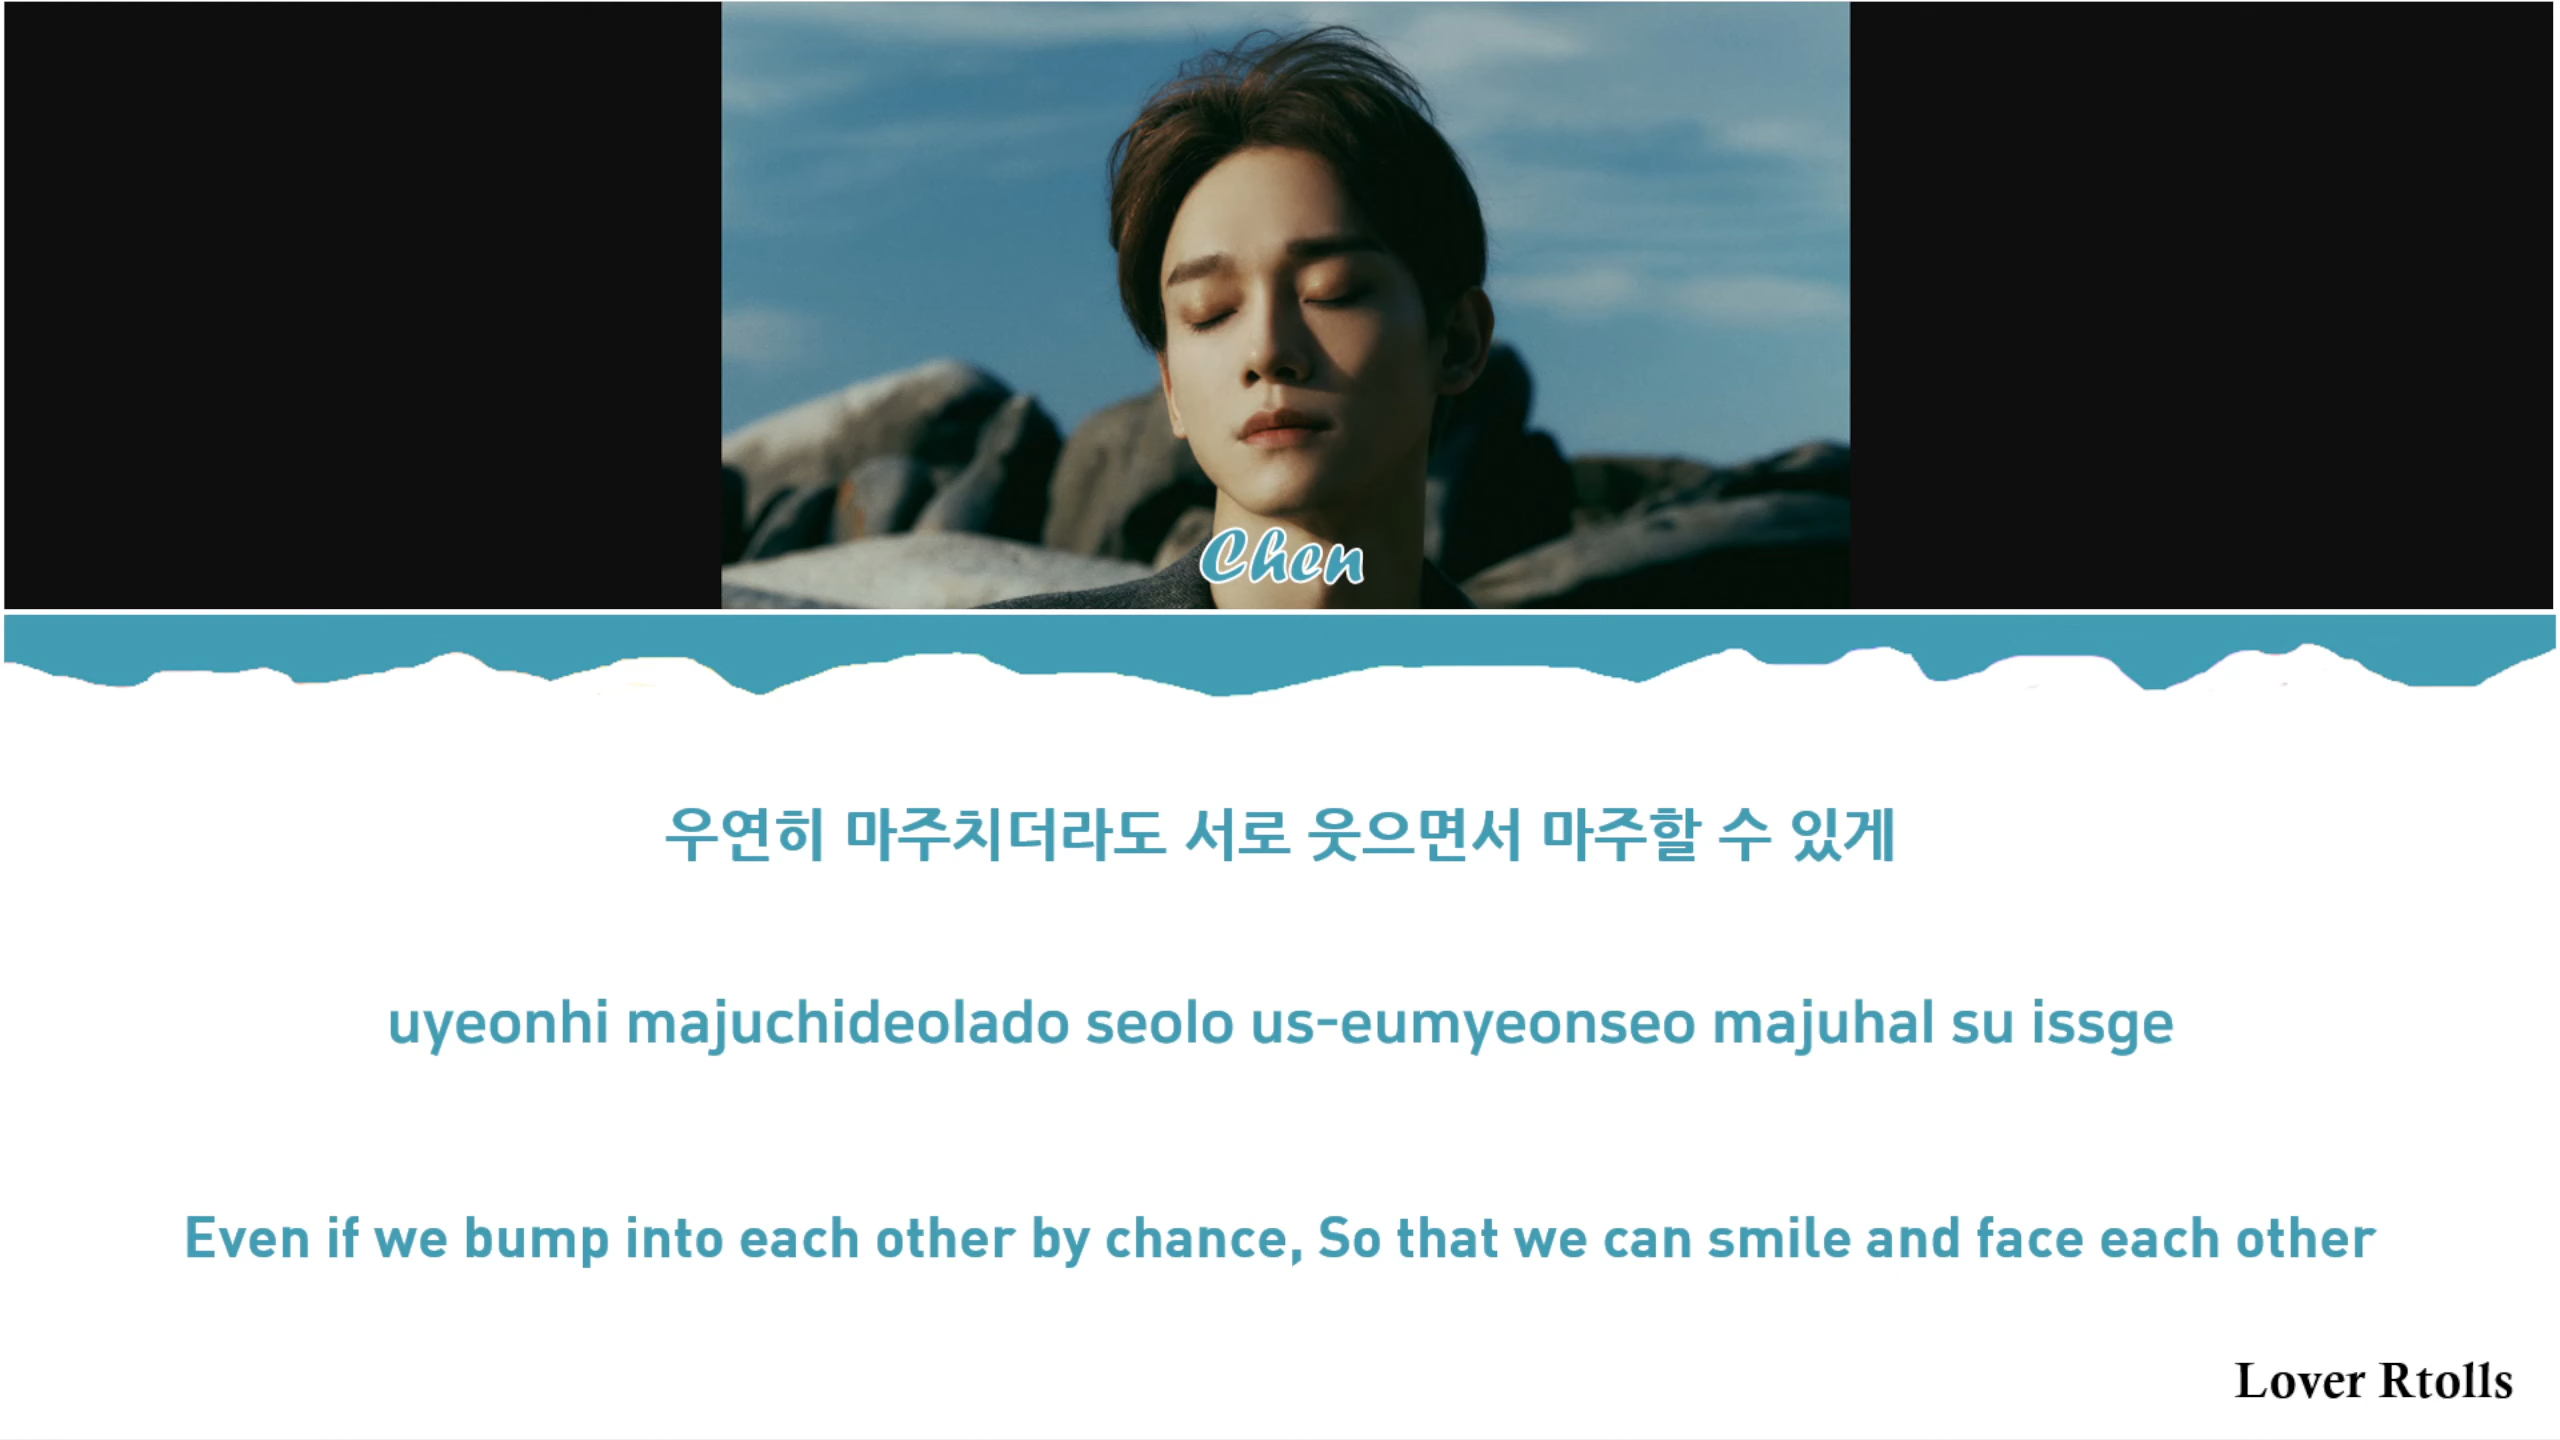 Chen
우연히 마주치더라도 서로 웃으면서 마주할 수 있게
uyeonhi majuchideolado seolo us-eumyeonseo majuhal su issge
Even if we bump into each other by chance, So that we can smile and face each other
Lover Rtolls